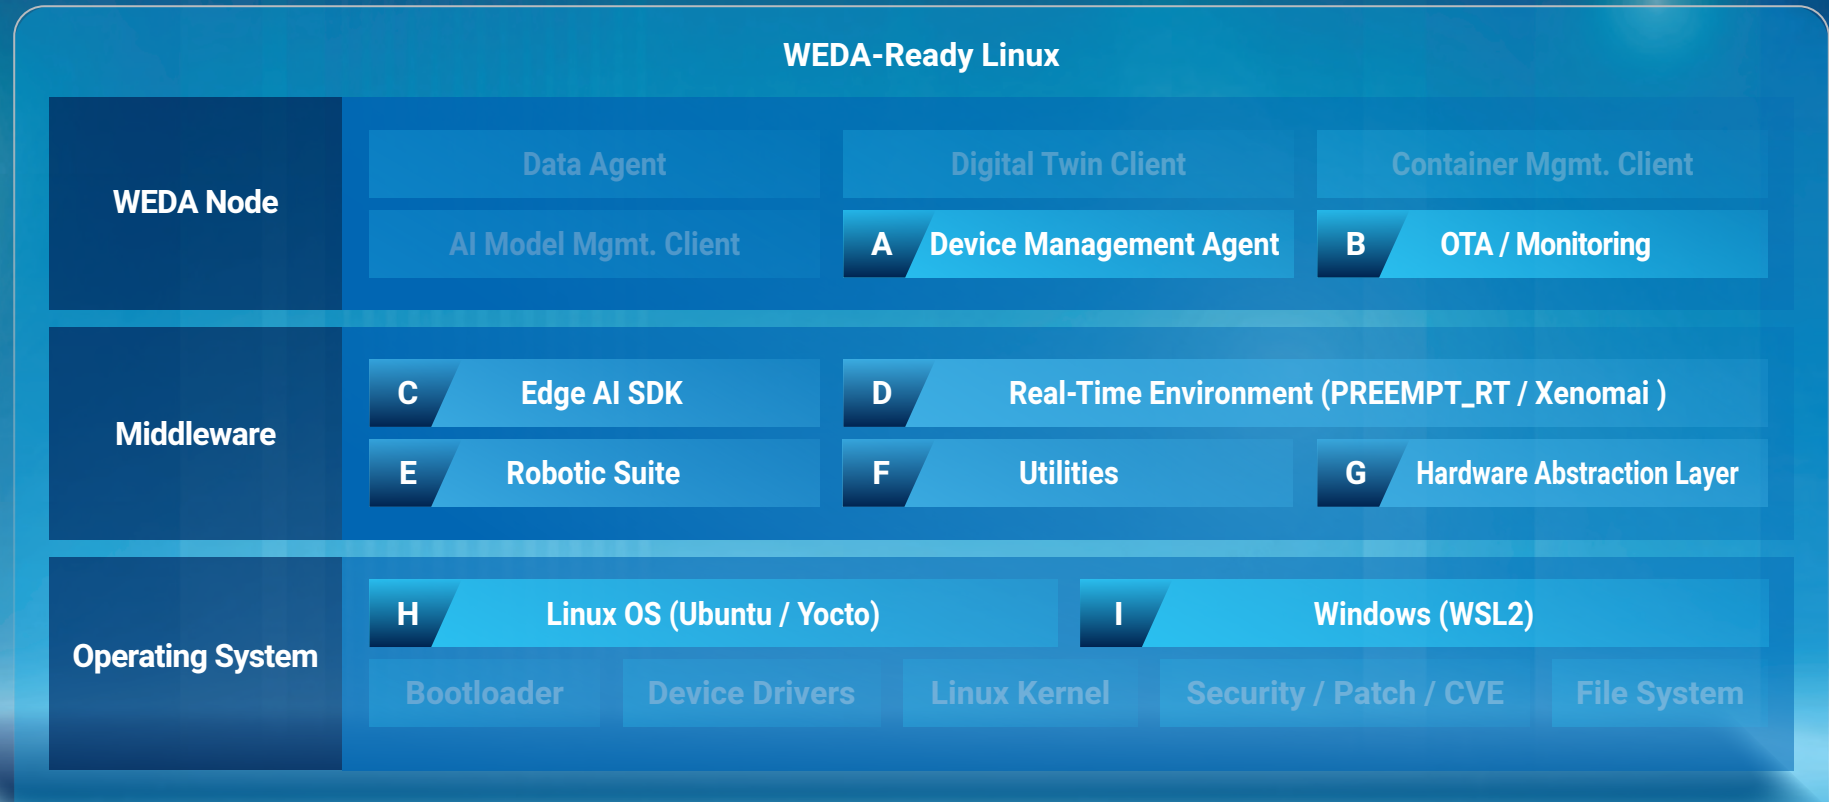 WEDA-Ready Linux
WEDA Node
Data Agent
Digital Twin Client
Container Mgmt. Client
AI Model Mgmt. Client
A Device Management Agent
B OTA / Monitoring
Middleware
C Edge AI SDK
D Real-Time Environment (PREEMPT_RT / Xenomai )
E Robotic Suite
F Utilities
G Hardware Abstraction Layer
Operating System
H Linux OS (Ubuntu / Yocto)
I Windows (WSL2)
Bootloader
Device Drivers
Linux Kernel
Security / Patch / CVE
File System